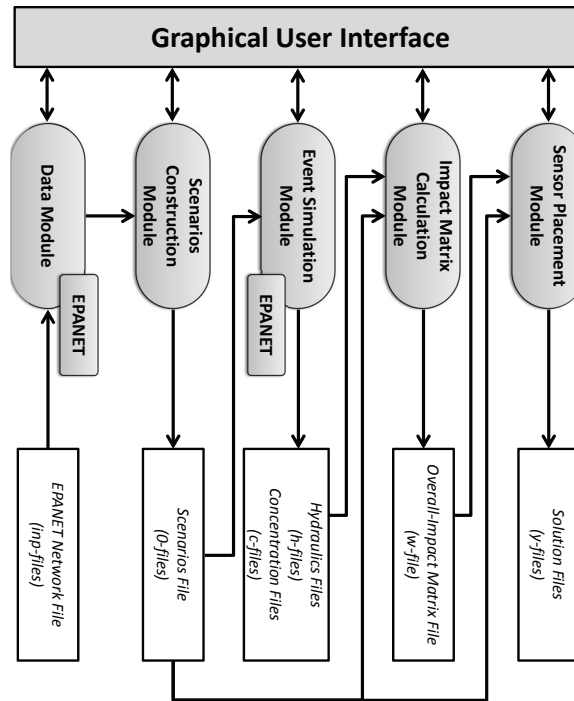 Graphical User Interface
Data Module
EPANET
EPANET Network File
(inp-files)
Scenarios
Construction
Module
Scenarios File
(0-files)
Event Simulation
Module
EPANET
Hydraulics Files
(h-files)
Concentration Files
(c-files)
Impact Matrix
Calculation
Module
Overall-Impact Matrix File
(w-file)
Sensor Placement
Module
Solution Files
(y-files)